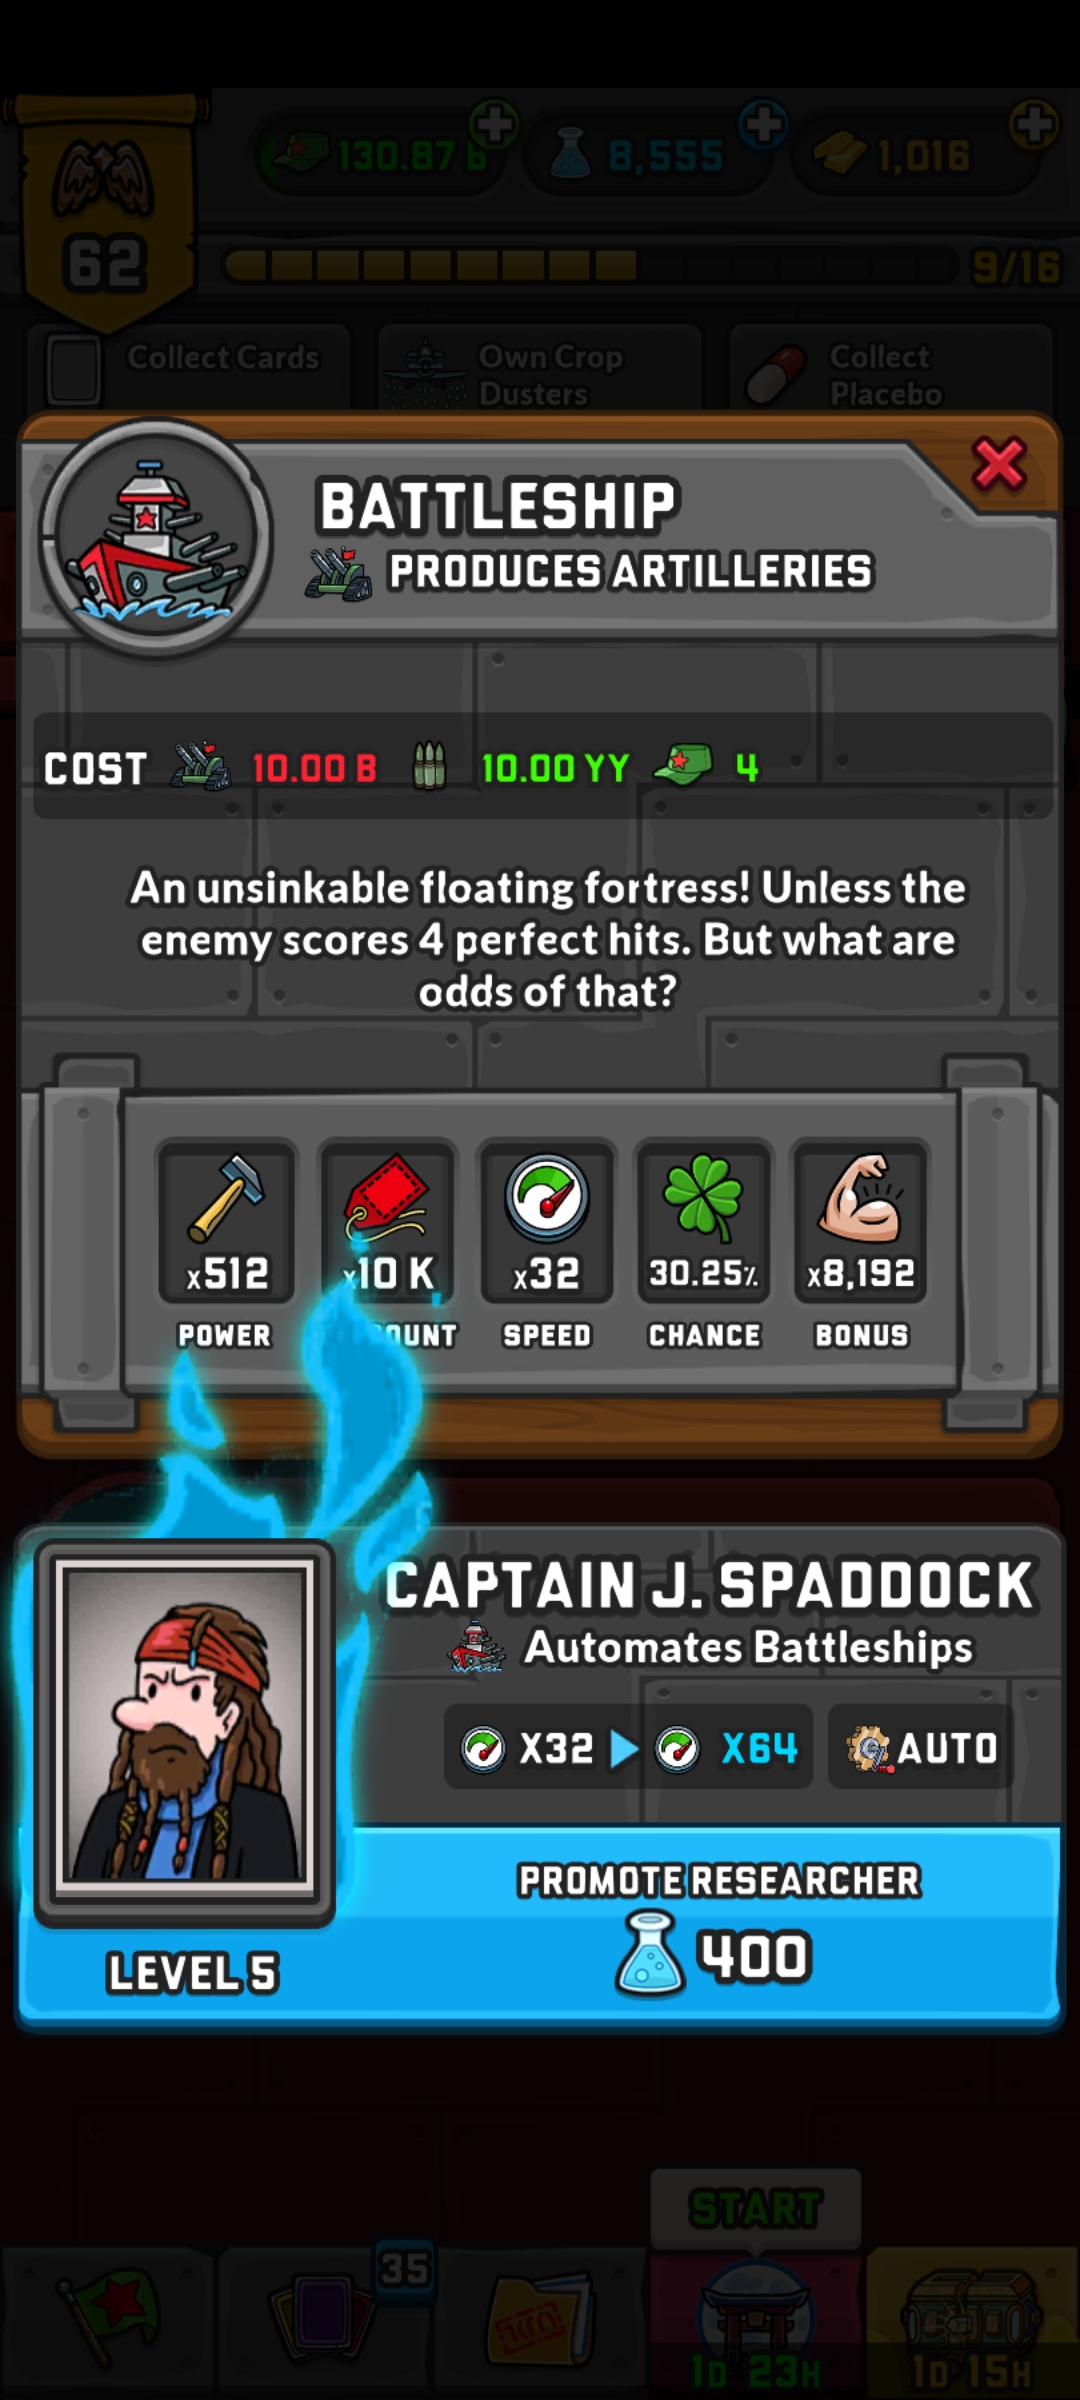 130.87 B
8,555
1,016
62
9/16
Collect Cards
Own Crop
Dusters
Collect
Placebo
BATTLESHIP
PRODUCES ARTILLERIES
COST 10.00 B 10.00 YY 4
An unsinkable floating fortress! Unless the
enemy scores 4 perfect hits. But what are
odds of that?
x512 x10 K x32 30.25% x8,192
POWER SPEED CHANCE BONUS
CAPTAIN J. SPADDOCK
Automates Battleships
X32 X64 AUTO
PROMOTE RESEARCHER
400
LEVEL 5
START
35
1D 23H
1D 15H